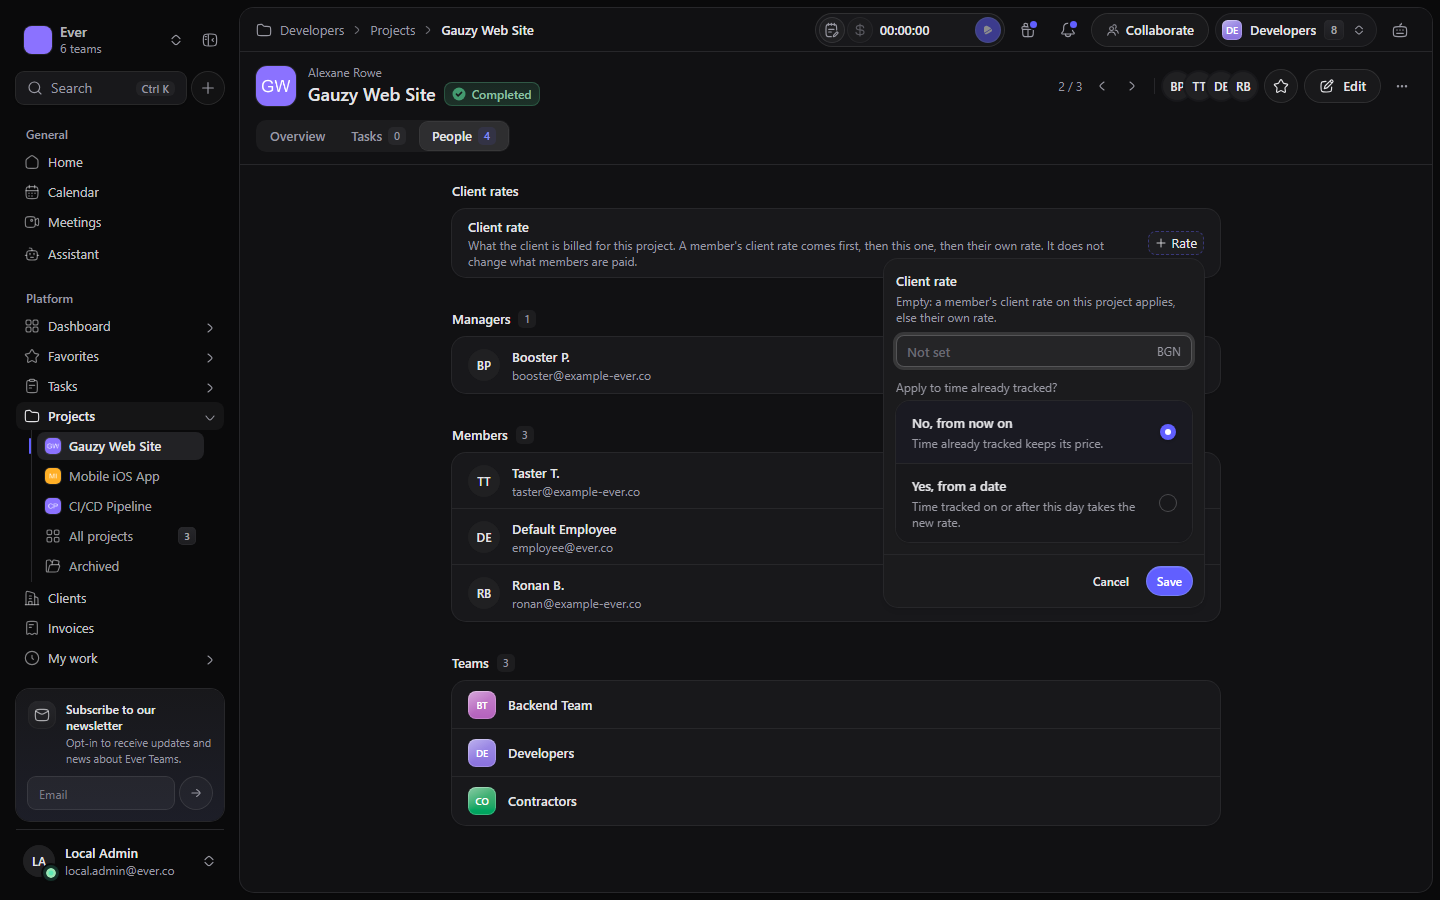 Ever
6 teams
Search
Ctrl K
General
Home
Calendar
Meetings
Assistant
Platform
Dashboard
Favorites
Tasks
Projects
GW
Gauzy Web Site
MI
Mobile iOS App
CP
CI/CD Pipeline
All projects
3
Archived
Clients
Invoices
My work
Subscribe to our
newsletter
Opt-in to receive updates and
news about Ever Teams.
Email
LA
Local Admin
local.admin@ever.co
Developers
Projects
Gauzy Web Site
$
00:00:00
Collaborate
DE
Developers
8
GW
Alexane Rowe
Gauzy Web Site
Completed
2 / 3
BP
TT
DE
RB
Edit
Overview
Tasks 0
People 4
Client rates
Client rate
What the client is billed for this project. A member's client rate comes first, then this one, then their own rate. It does not
change what members are paid.
+ Rate
Client rate
Empty: a member's client rate on this project applies,
else their own rate.
Not set
BGN
Apply to time already tracked?
No, from now on
Time already tracked keeps its price.
Yes, from a date
Time tracked on or after this day takes the
new rate.
Cancel
Save
Managers 1
BP
Booster P.
booster@example-ever.co
Members 3
TT
Taster T.
taster@example-ever.co
DE
Default Employee
employee@ever.co
RB
Ronan B.
ronan@example-ever.co
Teams 3
BT
Backend Team
DE
Developers
CO
Contractors